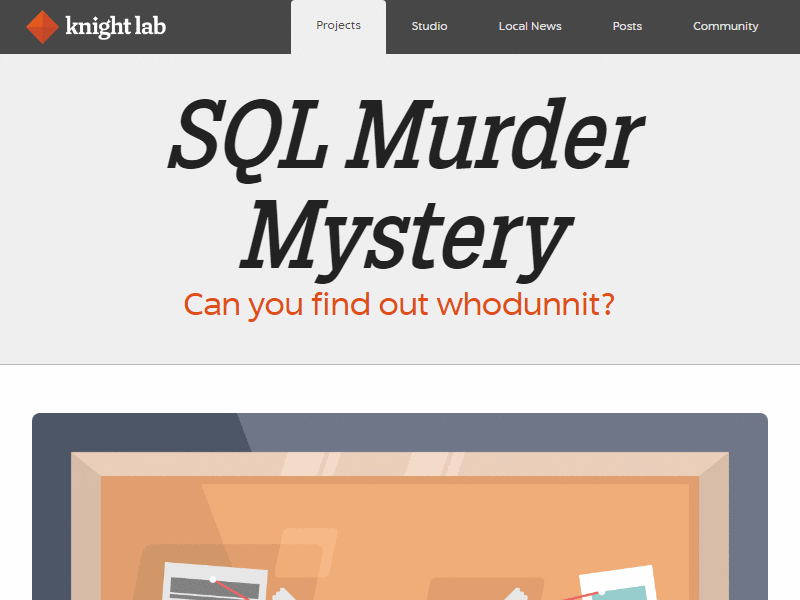 knight lab
Projects
Studio
Local News
Posts
Community
SQL Murder
Mystery
Can you find out whodunnit?